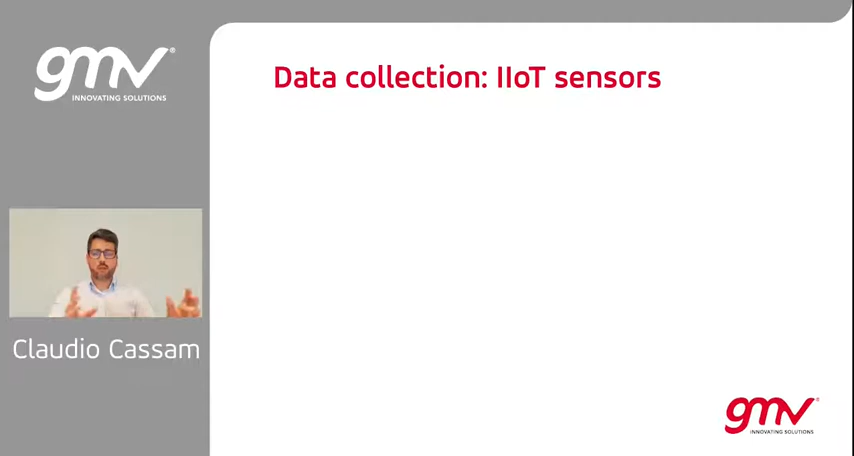 gmv®
INNOVATING SOLUTIONS
Data collection: IIoT sensors
Claudio Cassam
gmv®
INNOVATING SOLUTIONS